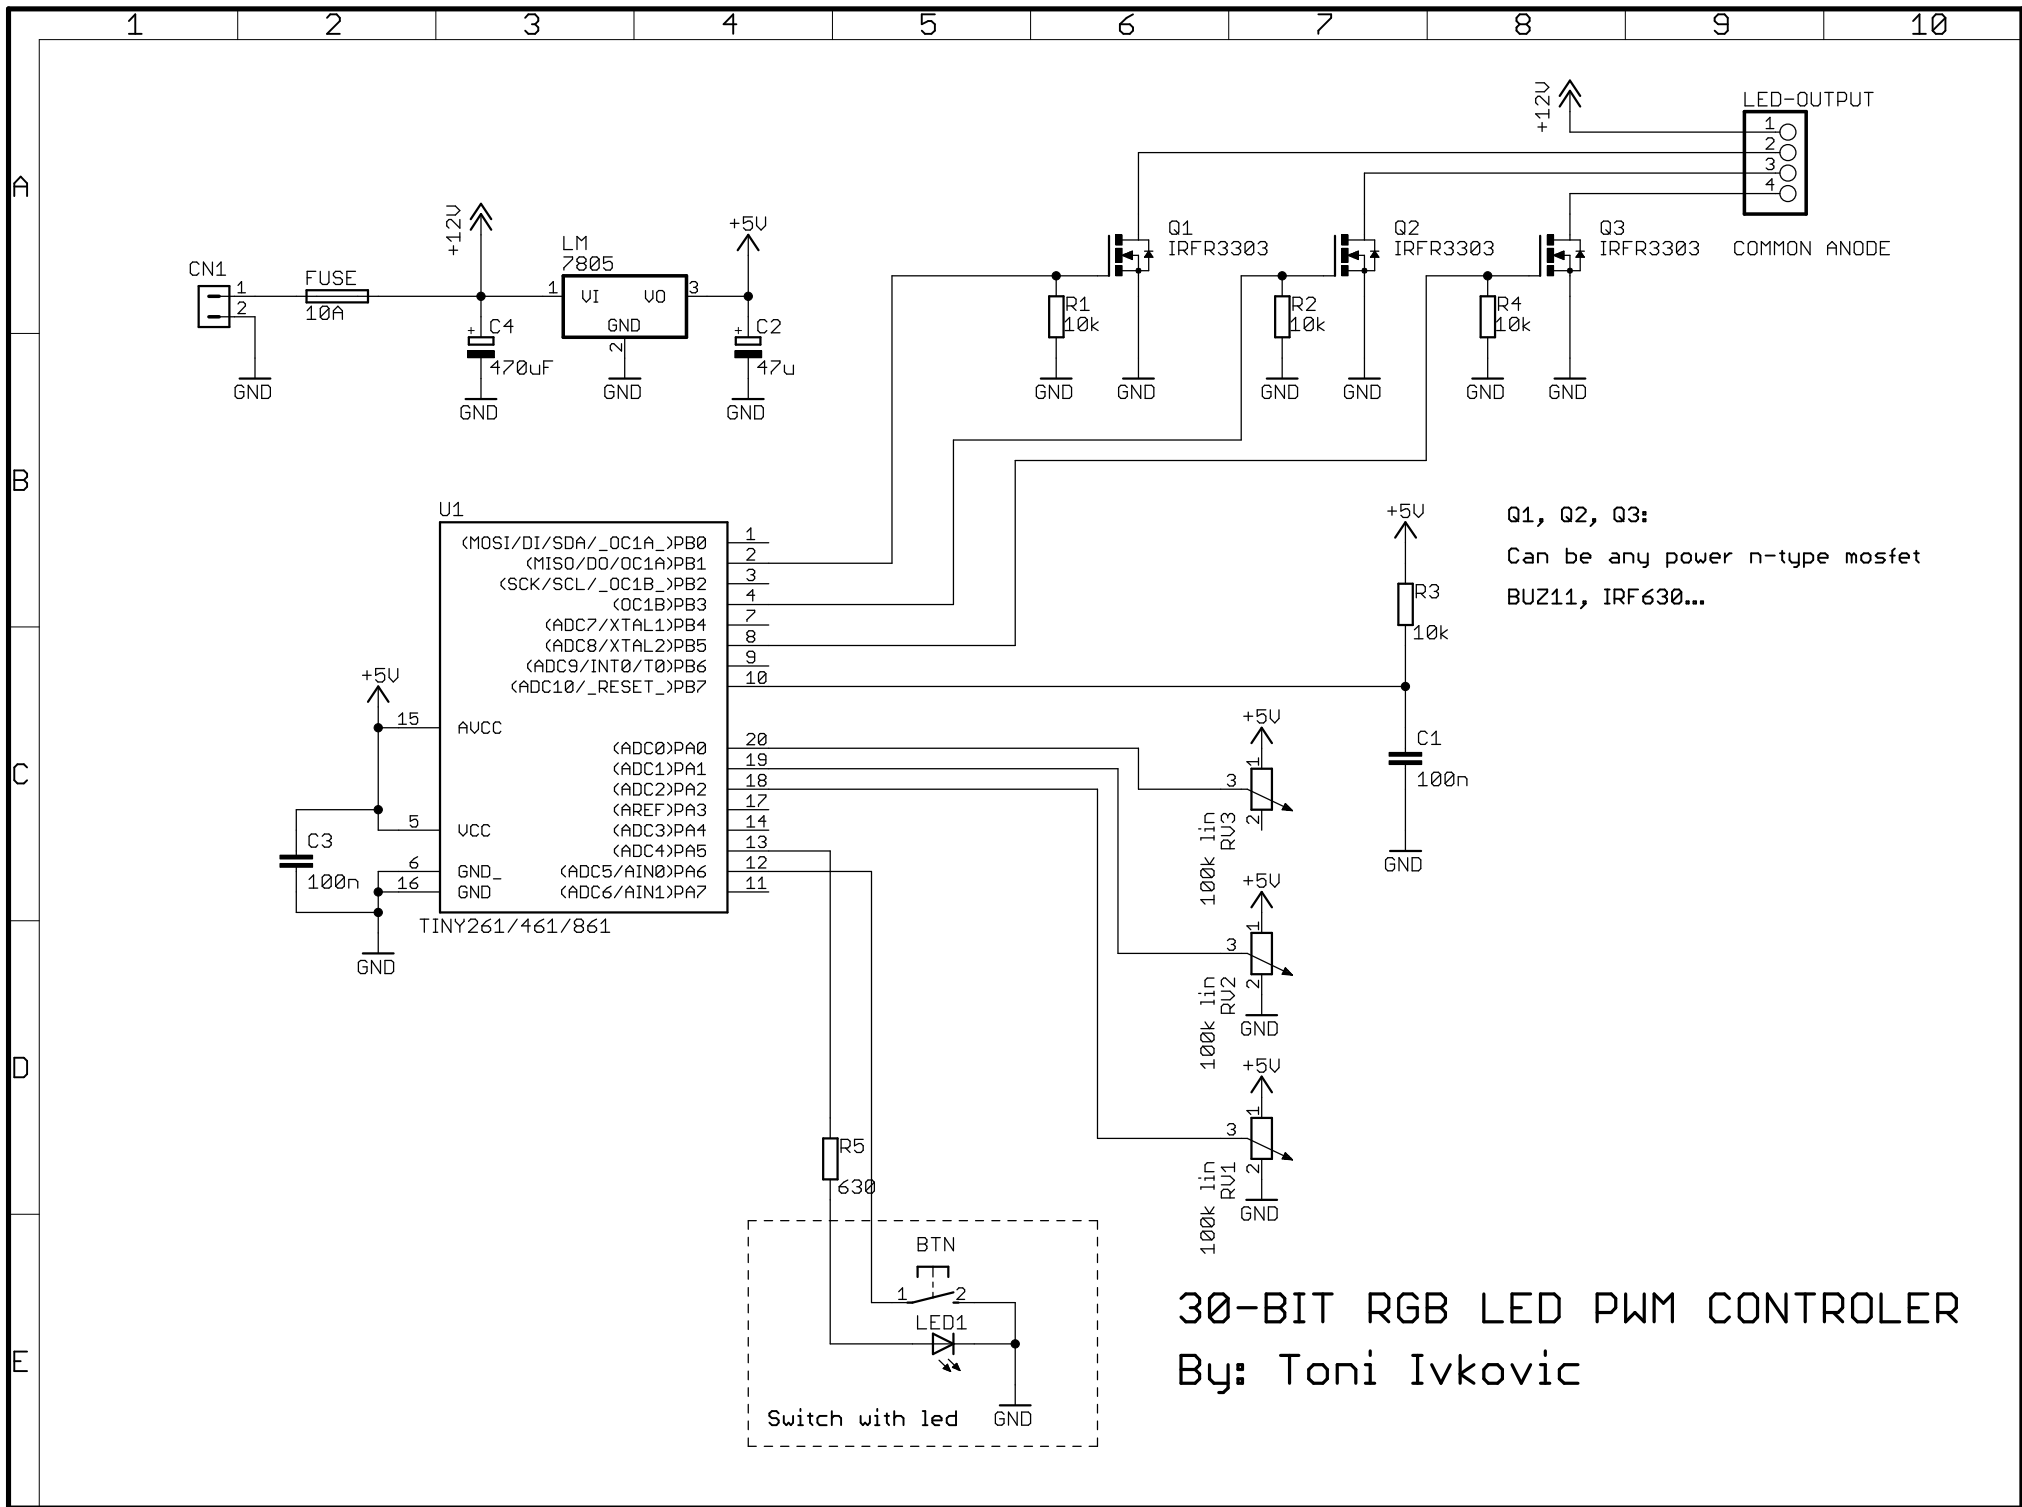 1 2 3 4 5 6 7 8 9 10
A
B
C
D
E
CN1
1
2
GND
FUSE
10A
+12V
C4
+
470uF
GND
LM
7805
1 VI VO 3
GND
2
GND
+5V
C2
+
47u
GND
Q1
IRFR3303
R1
10k
GND
GND
Q2
IRFR3303
R2
10k
GND
GND
Q3
IRFR3303
R4
10k
GND
GND
+12V
LED-OUTPUT
1
2
3
4
COMMON ANODE
Q1, Q2, Q3:
Can be any power n-type mosfet
BUZ11, IRF630...
U1
(MOSI/DI/SDA/_OC1A_)PB0 1
(MISO/DO/OC1A)PB1 2
(SCK/SCL/_OC1B_)PB2 3
(OC1B)PB3 4
(ADC7/XTAL1)PB4 7
(ADC8/XTAL2)PB5 8
(ADC9/INT0/T0)PB6 9
(ADC10/_RESET_)PB7 10
15 AVCC
(ADC0)PA0 20
(ADC1)PA1 19
(ADC2)PA2 18
(AREF)PA3 17
5 VCC (ADC3)PA4 14
(ADC4)PA5 13
6 GND_ (ADC5/AIN0)PA6 12
16 GND (ADC6/AIN1)PA7 11
TINY261/461/861
+5V
C3
100n
GND
+5V
R3
10k
C1
100n
GND
+5V
1
3
2
100k lin
RV3
+5V
1
3
2
100k lin
RV2
GND
+5V
1
3
2
100k lin
RV1
GND
R5
630
BTN
1 2
LED1
Switch with led
GND
30-BIT RGB LED PWM CONTROLER
By: Toni Ivkovic